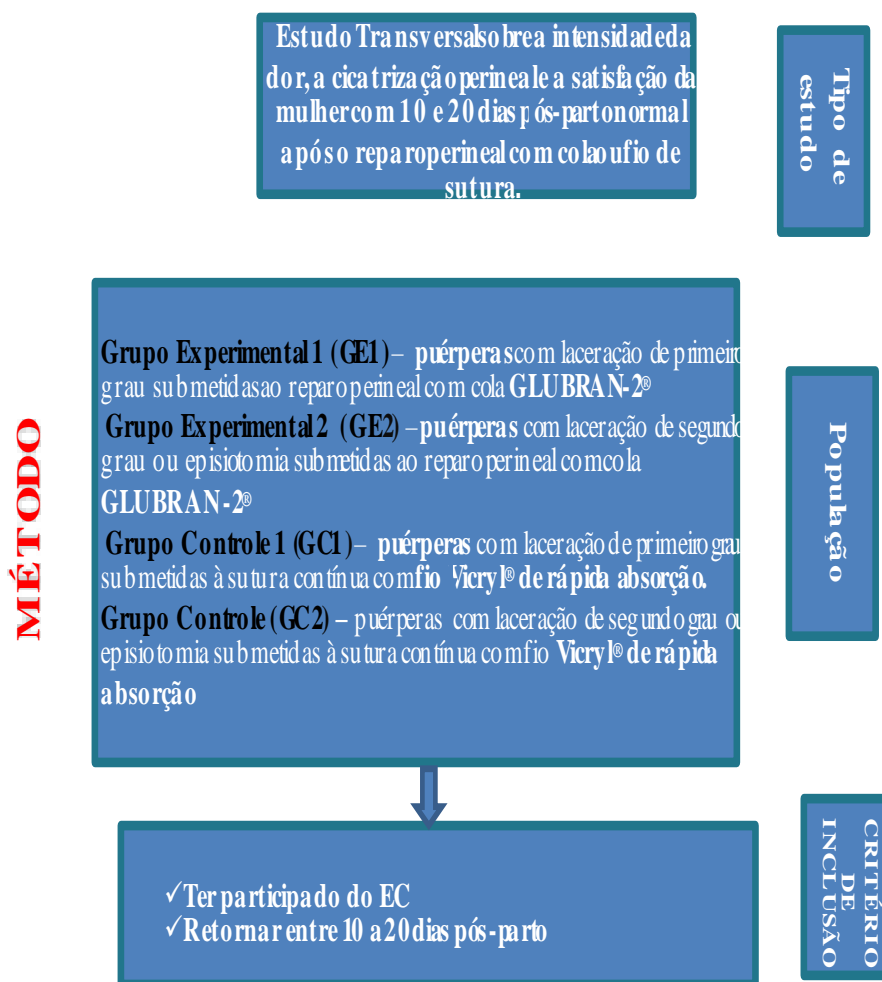 Estudo Transversal sobre a intensidade da
dor, a cicatrização perineal e a satisfação da
mulher com 10 e 20 dias pós-parto normal
após o reparo perineal com cola ou fio de
sutura.
Tipo de
estudo
MÉTODO
Grupo Experimental 1 (GE1) – puérperas com laceração de primeiro
grau submetidas ao reparo perineal com cola GLUBRAN-2®
Grupo Experimental 2 (GE2) – puérperas com laceração de segundo
grau ou episiotomia submetidas ao reparo perineal com cola
GLUBRAN-2®
Grupo Controle 1 (GC1) – puérperas com laceração de primeiro grau
submetidas à sutura contínua com fio Vicryl® de rápida absorção.
Grupo Controle (GC2) – puérperas com laceração de segundo grau ou
episiotomia submetidas à sutura contínua com fio Vicryl® de rápida
absorção
População
✓Ter participado do EC
✓Retornar entre 10 a 20 dias pós-parto
CRITÉRIO
DE
INCLUSÃO